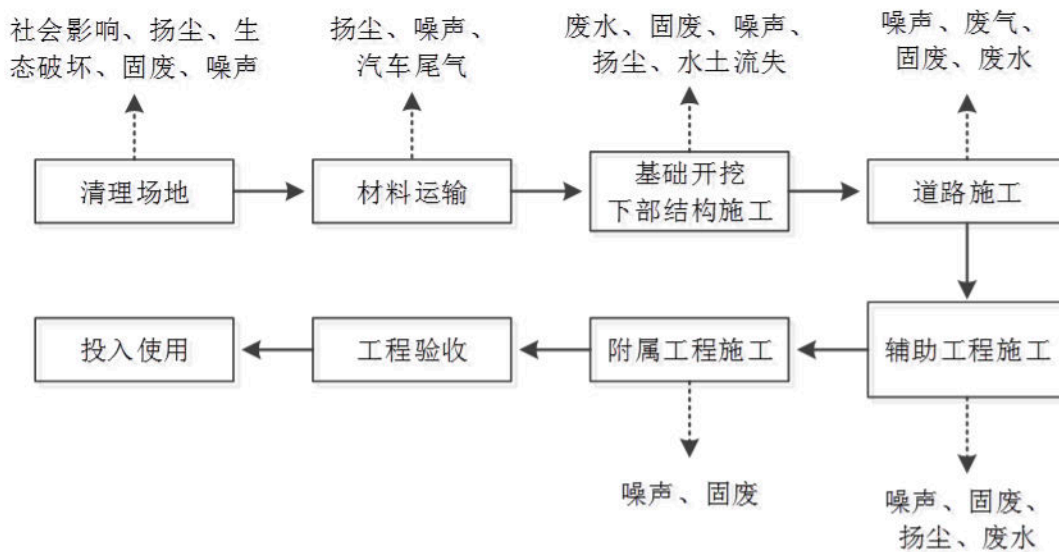 社会影响、扬尘、生
态破坏、固废、噪声
扬尘、噪声、
汽车尾气
废水、固废、噪声、
扬尘、水土流失
噪声、废气、
固废、废水
清理场地
材料运输
基础开挖
下部结构施工
道路施工
投入使用
工程验收
附属工程施工
辅助工程施工
噪声、固废
噪声、固废、
扬尘、废水